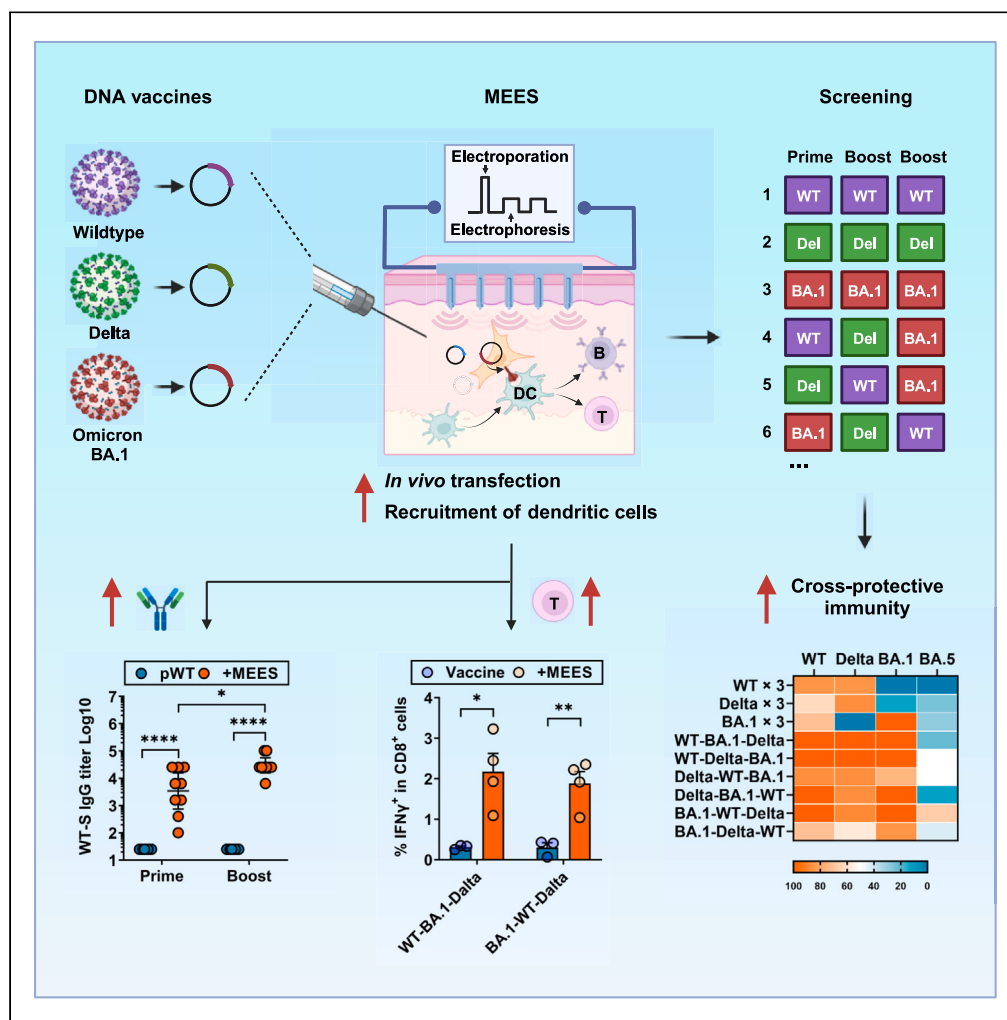 DNA vaccines
MEES
Screening
Wildtype
Delta
Omicron
BA.1
Electroporation
Electrophoresis
B
DC
T
Prime Boost Boost
1 WT WT WT
2 Del Del Del
3 BA.1 BA.1 BA.1
4 WT Del BA.1
5 Del WT BA.1
6 BA.1 Del WT
...
In vivo transfection
Recruitment of dendritic cells
T
Cross-protective
immunity
pWT +MEES
WT-S IgG titer Log10
7
6
5
4
3
2
1
*
**** ****
Prime Boost
Vaccine +MEES
% IFNγ+ in CD8+ cells
4
3
2
1
0
* **
WT-BA.1-Dalta
BA.1-WT-Dalta
WT Delta BA.1 BA.5
WT × 3
Delta × 3
BA.1 × 3
WT-BA.1-Delta
WT-Delta-BA.1
Delta-WT-BA.1
Delta-BA.1-WT
BA.1-WT-Delta
BA.1-Delta-WT
100 80 60 40 20 0